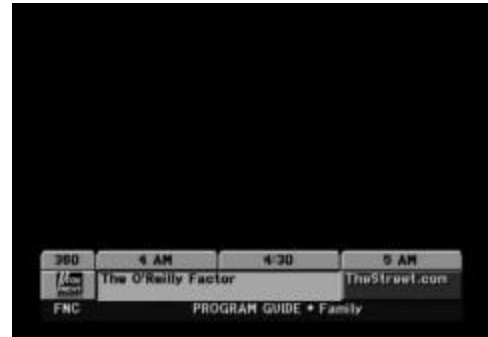 360 4 AM 4:30 5 AM
The O'Reilly Factor TheStreet.com
FNC PROGRAM GUIDE • Family